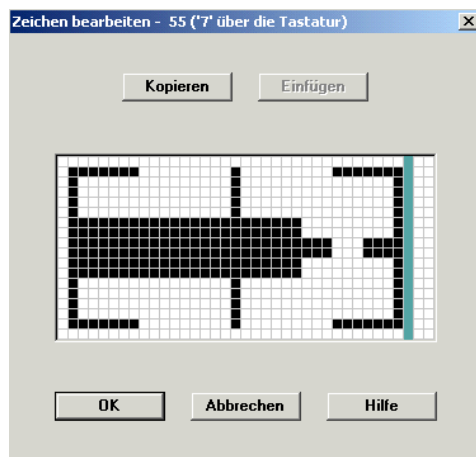 Zeichen bearbeiten - 55 ('7' über die Tastatur)
Kopieren Einfügen
OK Abbrechen Hilfe